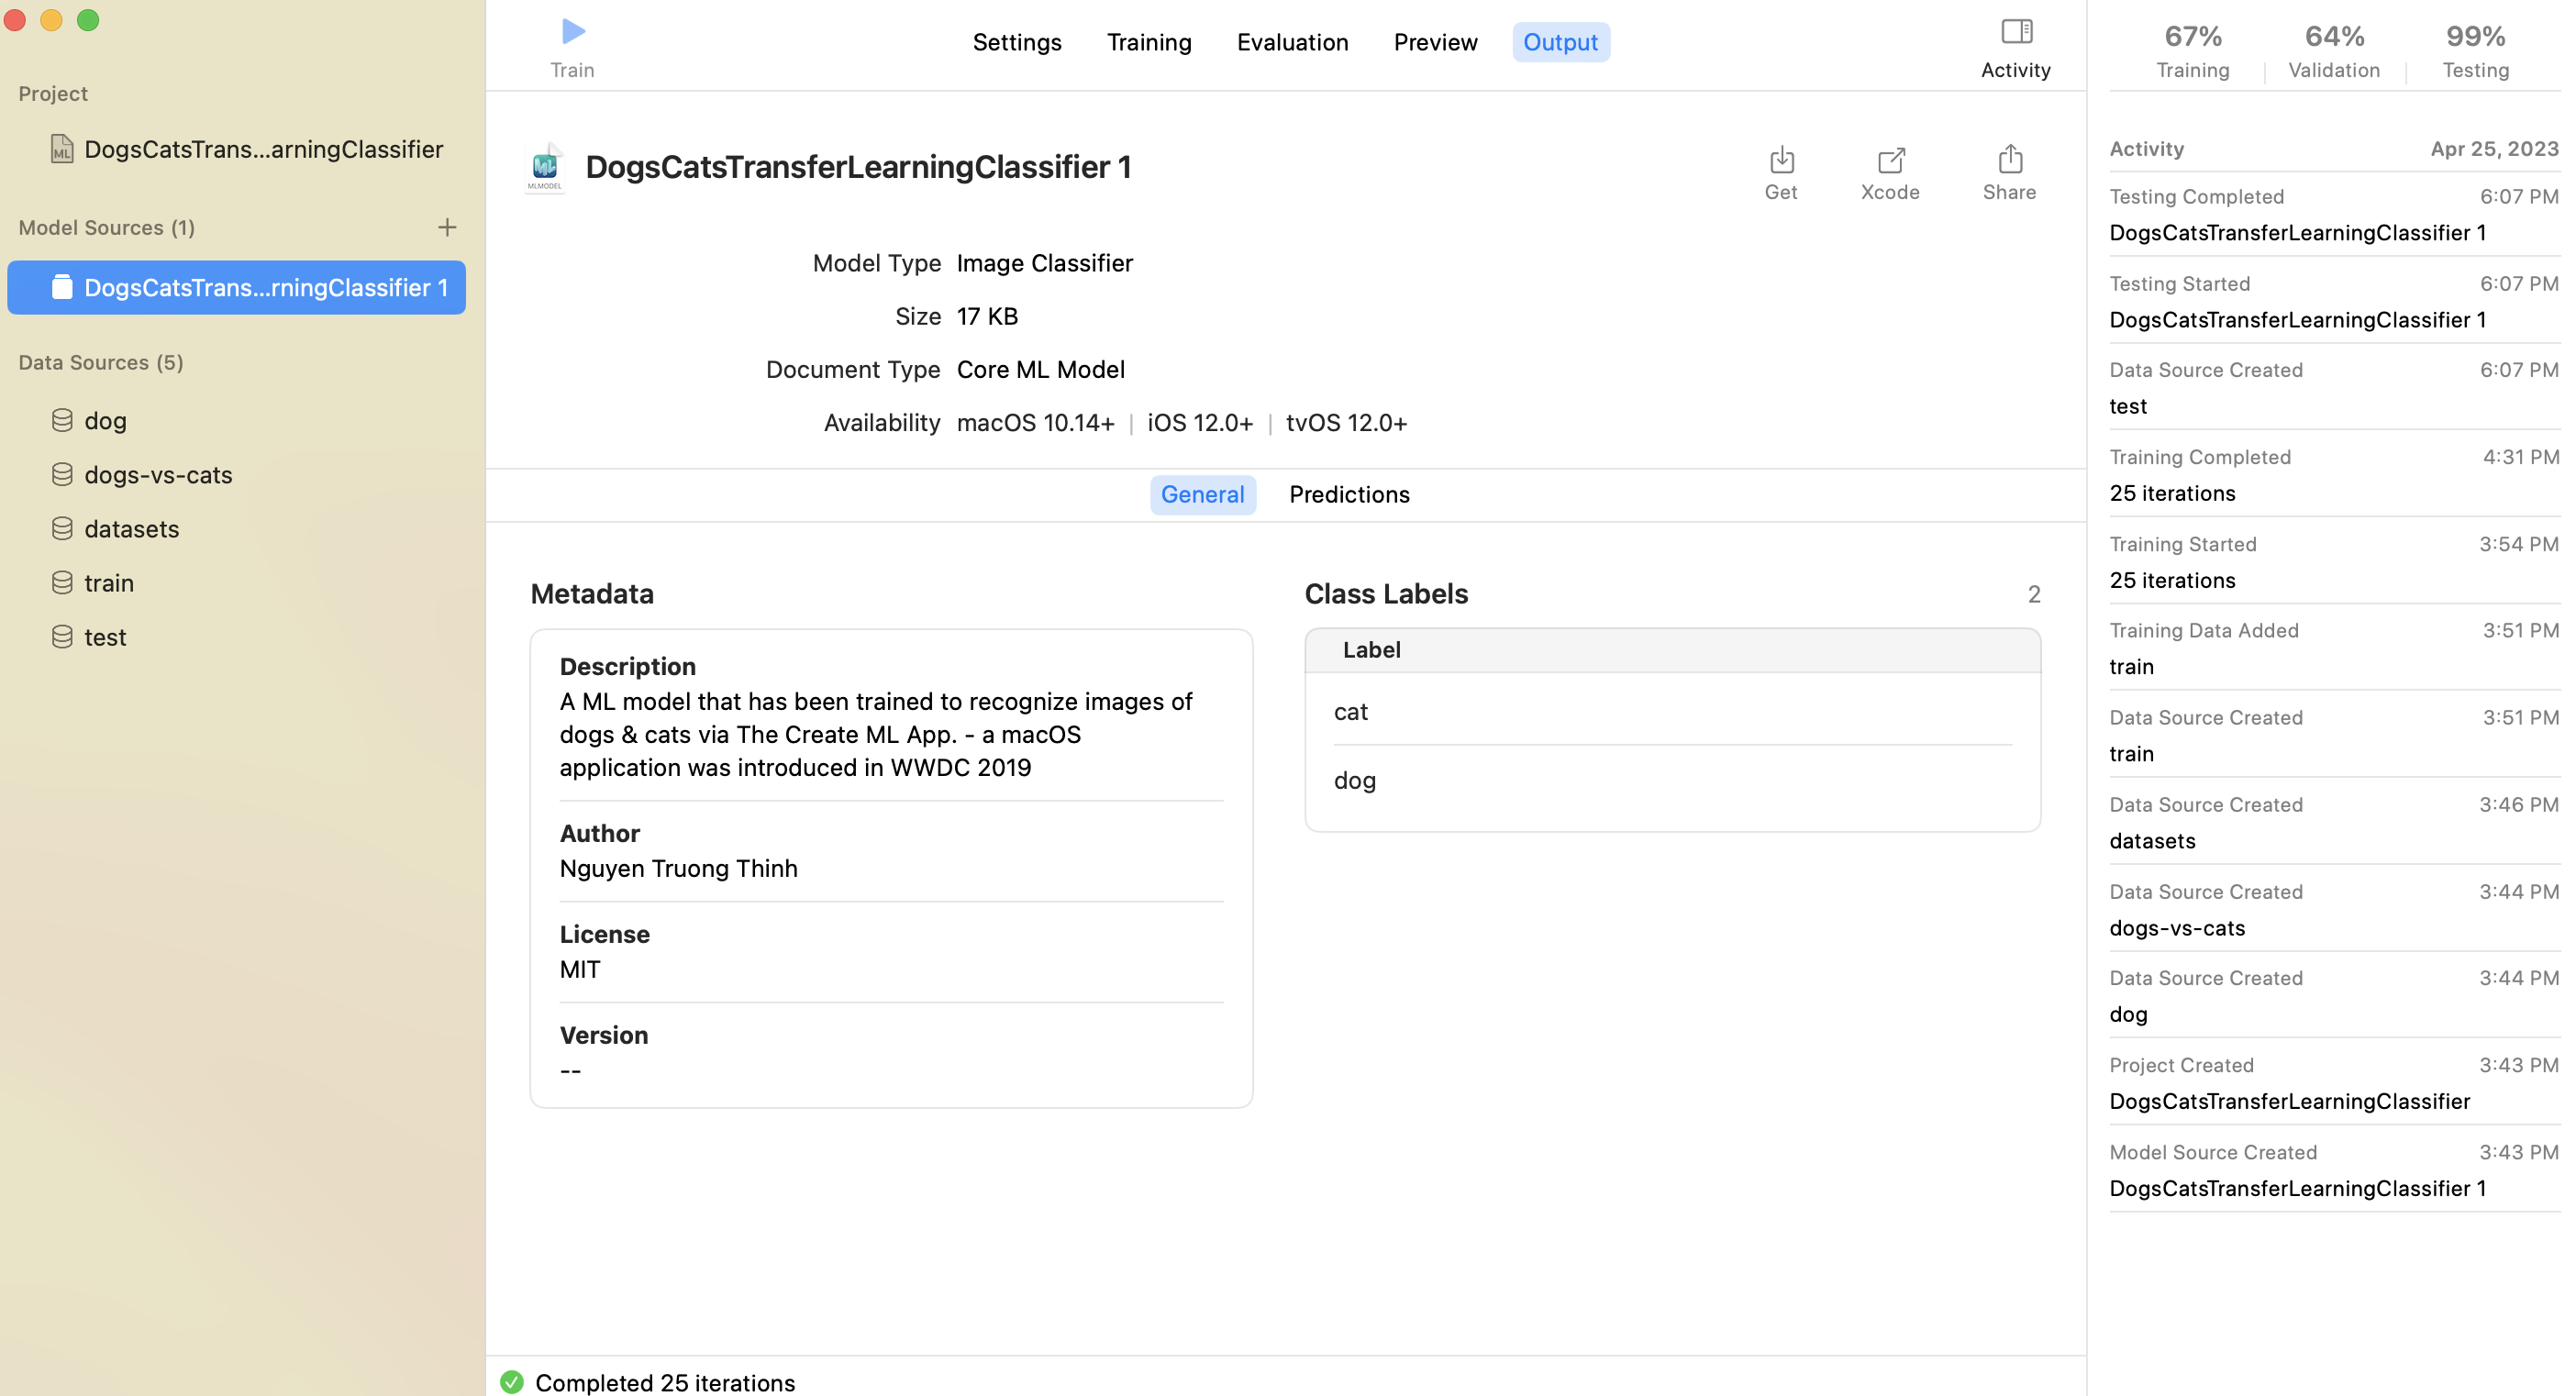 Project
DogsCatsTrans...arningClassifier
Model Sources (1)
DogsCatsTrans...rningClassifier 1
Data Sources (5)
dog
dogs-vs-cats
datasets
train
test
Train
Settings
Training
Evaluation
Preview
Output
Activity
MLMODEL
DogsCatsTransferLearningClassifier 1
Get
Xcode
Share
Model Type Image Classifier
Size 17 KB
Document Type Core ML Model
Availability macOS 10.14+ | iOS 12.0+ | tvOS 12.0+
General
Predictions
Metadata
Description
A ML model that has been trained to recognize images of
dogs & cats via The Create ML App. - a macOS
application was introduced in WWDC 2019
Author
Nguyen Truong Thinh
License
MIT
Version
--
Class Labels 2
Label
cat
dog
Completed 25 iterations
67% 64% 99%
Training Validation Testing
Activity Apr 25, 2023
Testing Completed 6:07 PM
DogsCatsTransferLearningClassifier 1
Testing Started 6:07 PM
DogsCatsTransferLearningClassifier 1
Data Source Created 6:07 PM
test
Training Completed 4:31 PM
25 iterations
Training Started 3:54 PM
25 iterations
Training Data Added 3:51 PM
train
Data Source Created 3:51 PM
train
Data Source Created 3:46 PM
datasets
Data Source Created 3:44 PM
dogs-vs-cats
Data Source Created 3:44 PM
dog
Project Created 3:43 PM
DogsCatsTransferLearningClassifier
Model Source Created 3:43 PM
DogsCatsTransferLearningClassifier 1